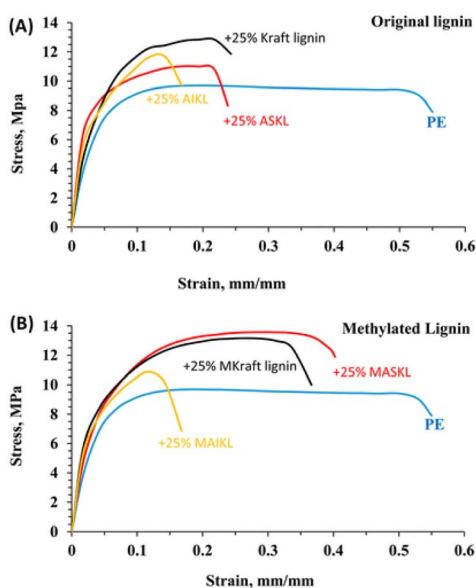 (A)
Original lignin
Stress, Mpa
14
12
10
8
6
4
2
0
+25% Kraft lignin
+25% AIKL
+25% ASKL
PE
0 0.1 0.2 0.3 0.4 0.5 0.6
Strain, mm/mm
(B)
Methylated Lignin
Stress, MPa
16
14
12
10
8
6
4
2
0
+25% MKraft lignin
+25% MASKL
+25% MAIKL
PE
0 0.1 0.2 0.3 0.4 0.5 0.6
Strain, mm/mm